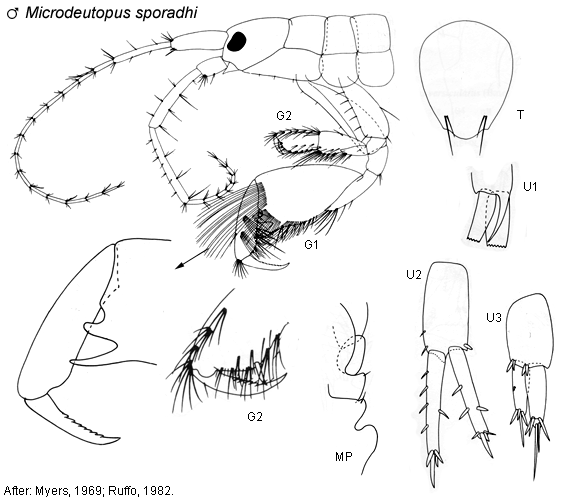 ♂ Microdeutopus sporadhi
G2
T
U1
G1
U2
U3
G2
MP
After: Myers, 1969; Ruffo, 1982.